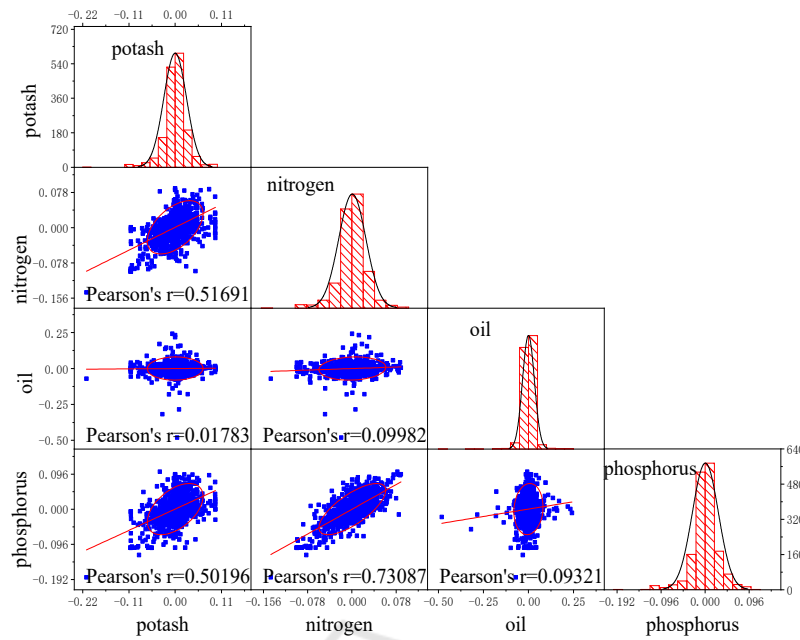 -0.22 -0.11 0.00 0.11
720
540
360
180
0
potash
potash
0.078
0.000
-0.078
-0.156
nitrogen
nitrogen
Pearson's r=0.51691
0.25
0.00
-0.25
-0.50
oil
oil
Pearson's r=0.01783
Pearson's r=0.09982
0.096
0.000
-0.096
-0.192
phosphorus
phosphorus
640
480
320
160
0
Pearson's r=0.50196
Pearson's r=0.73087
Pearson's r=0.09321
-0.22 -0.11 0.00 0.11
-0.156 -0.078 0.000 0.078
-0.50 -0.25 0.00 0.25
-0.192 -0.096 0.000 0.096
potash nitrogen oil phosphorus